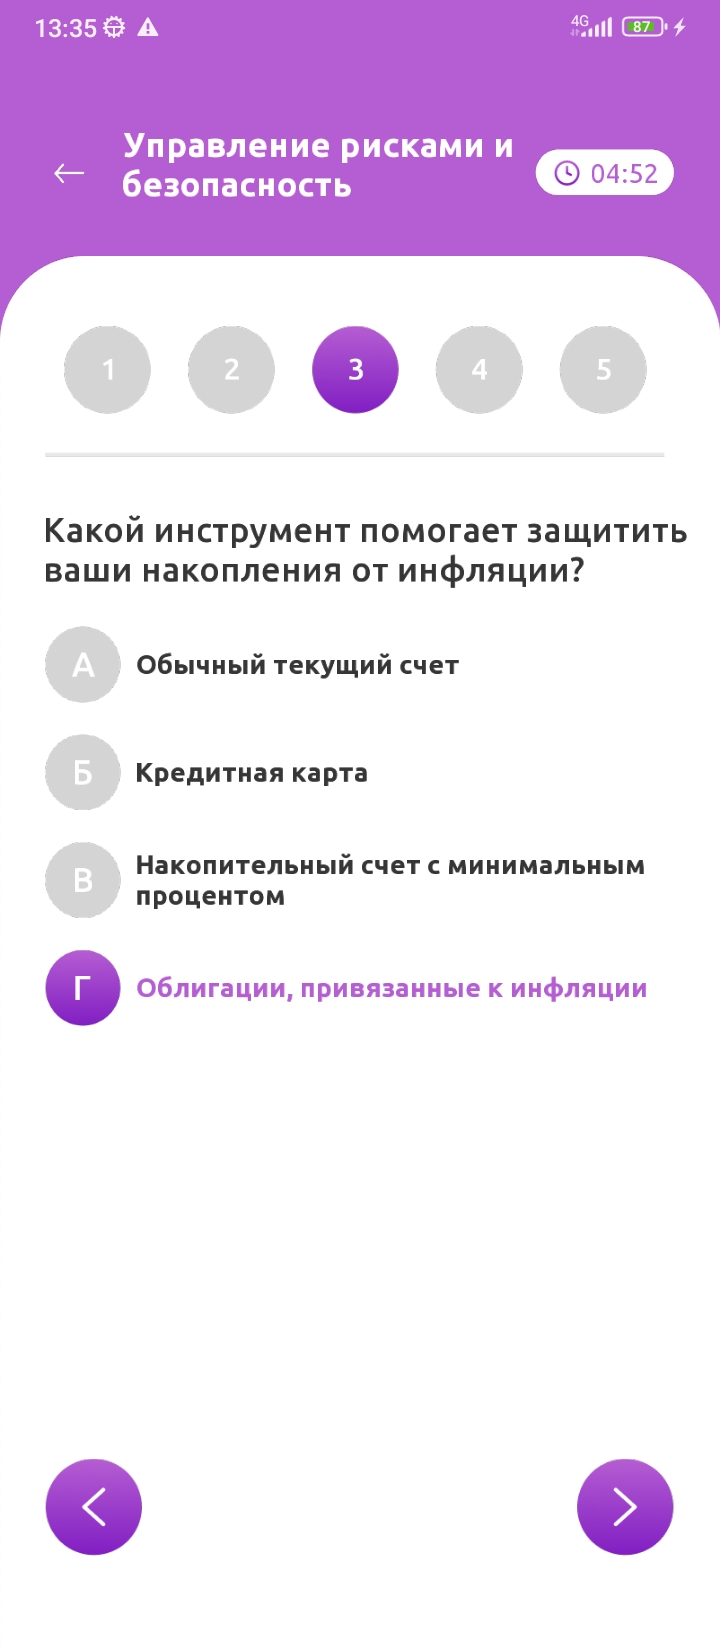 13:35
4G
87
Управление рисками и
безопасность
04:52
1 2 3 4 5
Какой инструмент помогает защитить
ваши накопления от инфляции?
А Обычный текущий счет
Б Кредитная карта
В Накопительный счет с минимальным
процентом
Г Облигации, привязанные к инфляции